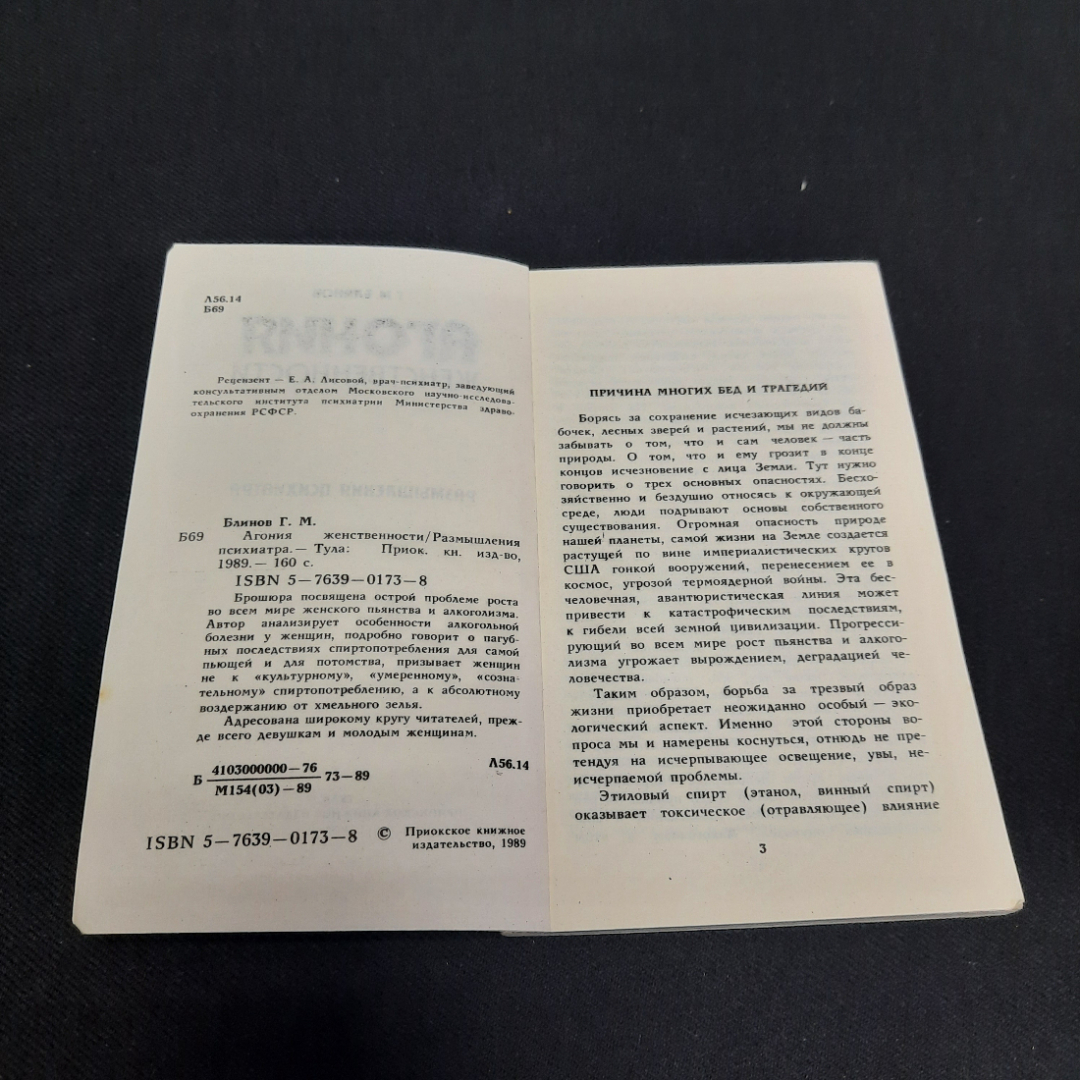 Л56.14
Б69
Рецензент — Е. А. Лисовой, врач-психиатр, заведующий
консультативным отделом Московского научно-исследова-
тельского института психиатрии Министерства здраво-
охранения РСФСР.
Блинов Г. М.
Б69 Агония женственности/Размышления
психиатра.— Тула: Приок. кн. изд-во,
1989.— 160 с.
ISBN 5—7639—0173—8
Брошюра посвящена острой проблеме роста
во всем мире женского пьянства и алкоголизма.
Автор анализирует особенности алкогольной
болезни у женщин, подробно говорит о пагуб-
ных последствиях спиртопотребления для самой
пьющей и для потомства, призывает женщин
не к «культурному», «умеренному», «созна-
тельному» спиртопотреблению, а к абсолютному
воздержанию от хмельного зелья.
Адресована широкому кругу читателей, преж-
де всего девушкам и молодым женщинам.
Б 4103000000—76 73—89 Л56.14
М154(03)—89
ISBN 5—7639—0173—8 © Приокское книжное
издательство, 1989
ПРИЧИНА МНОГИХ БЕД И ТРАГЕДИЙ
Борясь за сохранение исчезающих видов ба-
бочек, лесных зверей и растений, мы не должны
забывать о том, что и сам человек — часть
природы. О том, что и ему грозит в конце
концов исчезновение с лица Земли. Тут нужно
говорить о трех основных опасностях. Бесхо-
зяйственно и бездушно относясь к окружающей
среде, люди подрывают основы собственного
существования. Огромная опасность природе
нашей планеты, самой жизни на Земле создается
растущей по вине империалистических кругов
США гонкой вооружений, перенесением ее в
космос, угрозой термоядерной войны. Эта бес-
человечная, авантюристическая линия может
привести к катастрофическим последствиям,
к гибели всей земной цивилизации. Прогресси-
рующий во всем мире рост пьянства и алкого-
лизма угрожает вырождением, деградацией че-
ловечества.
Таким образом, борьба за трезвый образ
жизни приобретает неожиданно особый — эко-
логический аспект. Именно этой стороны во-
проса мы и намерены коснуться, отнюдь не пре-
тендуя на исчерпывающее освещение, увы, не-
исчерпаемой проблемы.
Этиловый спирт (этанол, винный спирт)
оказывает токсическое (отравляющее) влияние
3